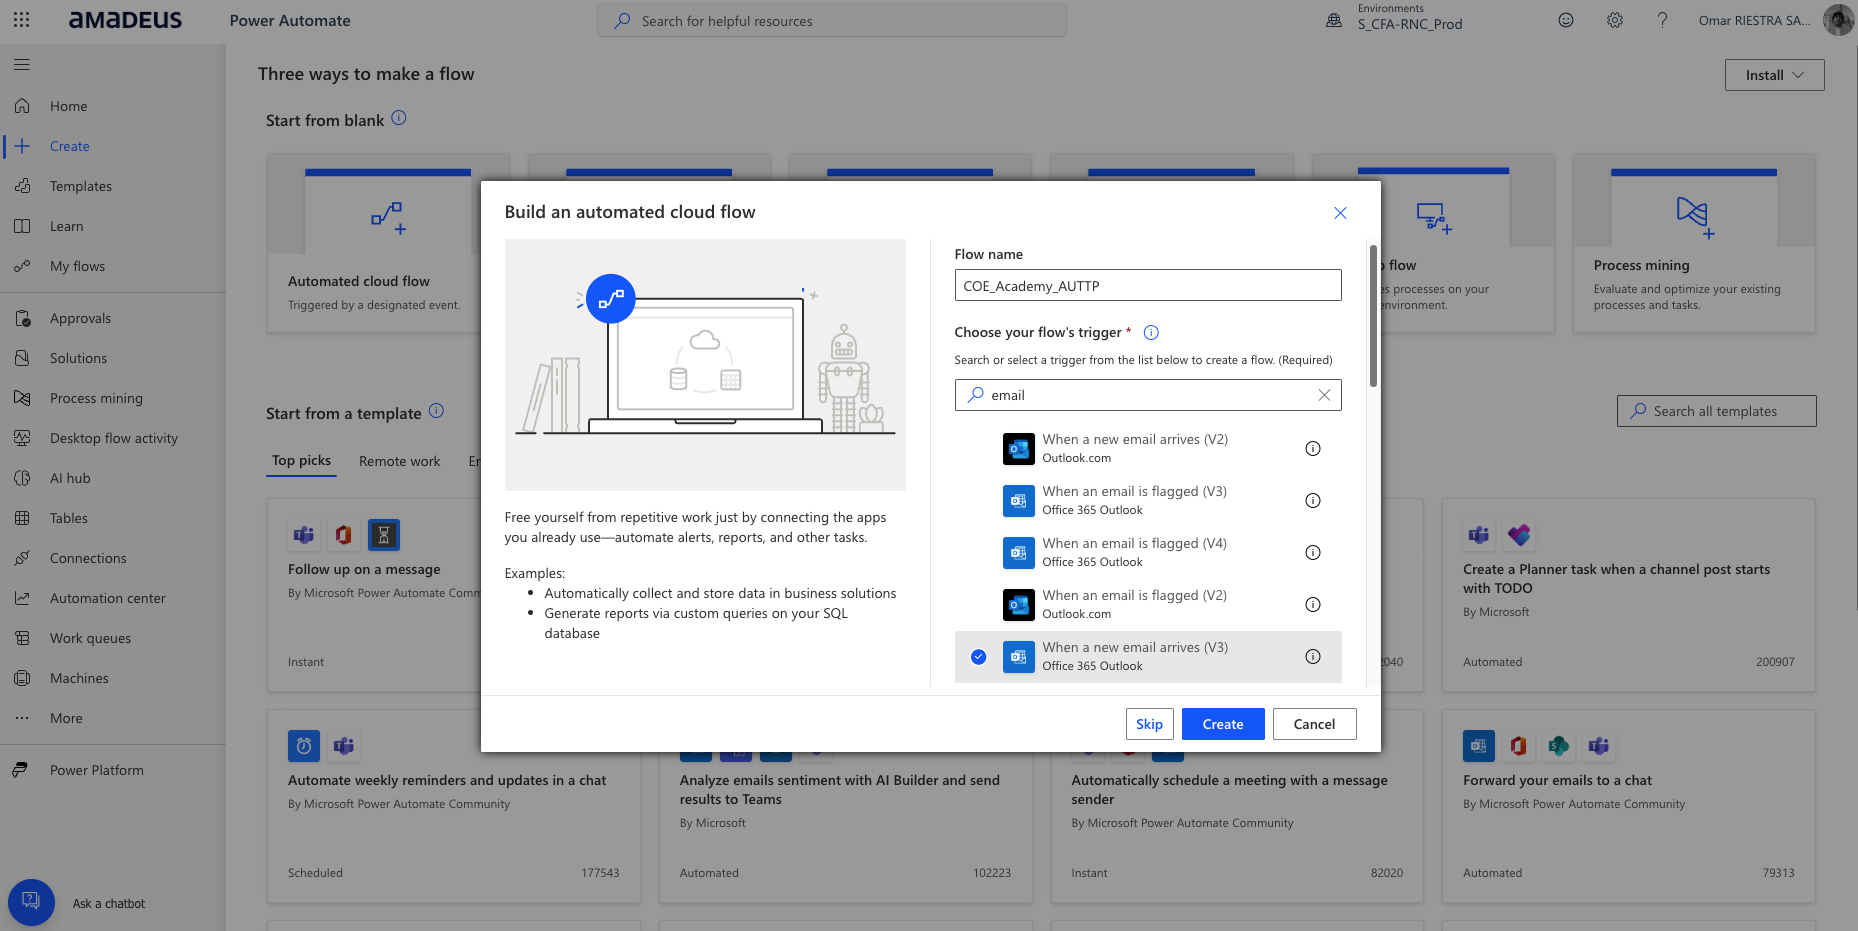 amadeus
Power Automate
Search for helpful resources
Environments
S_CFA-RNC_Prod
Omar RIESTRA SA...
Home
Create
Templates
Learn
My flows
Approvals
Solutions
Process mining
Desktop flow activity
AI hub
Tables
Connections
Automation center
Work queues
Machines
More
Power Platform
Ask a chatbot
Three ways to make a flow
Install
Start from blank
Automated cloud flow
Triggered by a designated event.
flow
es processes on your
environment.
Process mining
Evaluate and optimize your existing
processes and tasks.
Build an automated cloud flow
Free yourself from repetitive work just by connecting the apps
you already use—automate alerts, reports, and other tasks.
Examples:
• Automatically collect and store data in business solutions
• Generate reports via custom queries on your SQL
database
Flow name
COE_Academy_AUTTP
Choose your flow's trigger *
Search or select a trigger from the list below to create a flow. (Required)
email
When a new email arrives (V2)
Outlook.com
When an email is flagged (V3)
Office 365 Outlook
When an email is flagged (V4)
Office 365 Outlook
When an email is flagged (V2)
Outlook.com
When a new email arrives (V3)
Office 365 Outlook
Skip
Create
Cancel
Start from a template
Search all templates
Top picks
Remote work
Follow up on a message
By Microsoft Power Automate Comm
Instant
2040
Create a Planner task when a channel post starts
with TODO
By Microsoft
Automated
200907
Automate weekly reminders and updates in a chat
By Microsoft Power Automate Community
Scheduled
177543
Analyze emails sentiment with AI Builder and send
results to Teams
By Microsoft
Automated
102223
Automatically schedule a meeting with a message
sender
By Microsoft Power Automate Community
Instant
82020
Forward your emails to a chat
By Microsoft Power Automate Community
Automated
79313